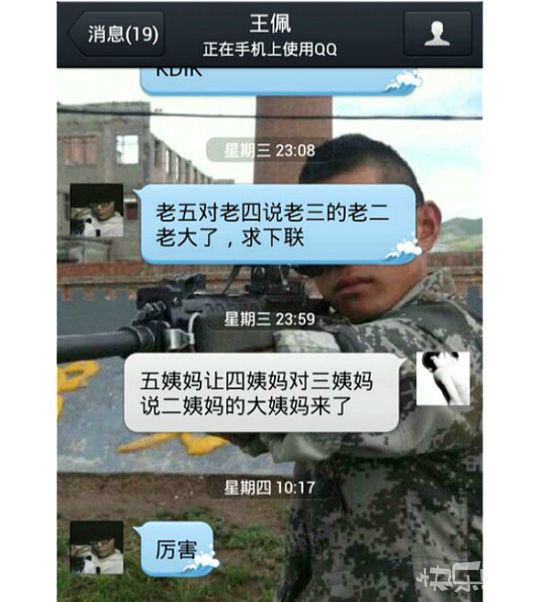 消息(19)
王佩
正在手机上使用QQ
KDIK
星期三 23:08
老五对老四说老三的老二
老大了，求下联
星期三 23:59
五姨妈让四姨妈对三姨妈
说二姨妈的大姨妈来了
星期四 10:17
厉害